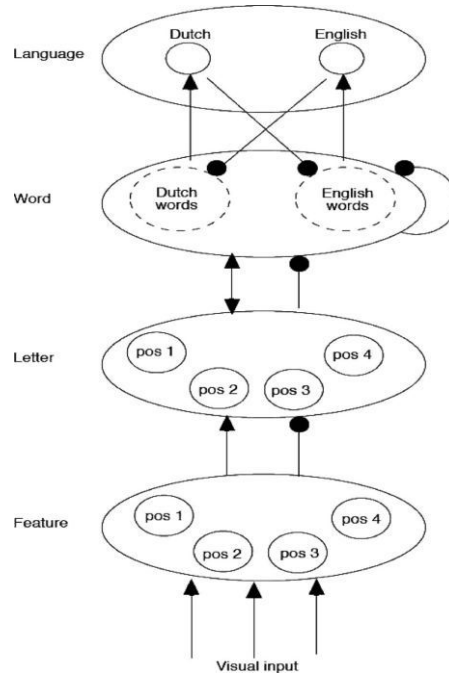 Dutch English
Language
Word
Dutch words
English words
Letter
pos 1 pos 4
pos 2 pos 3
Feature
pos 1 pos 4
pos 2 pos 3
Visual input